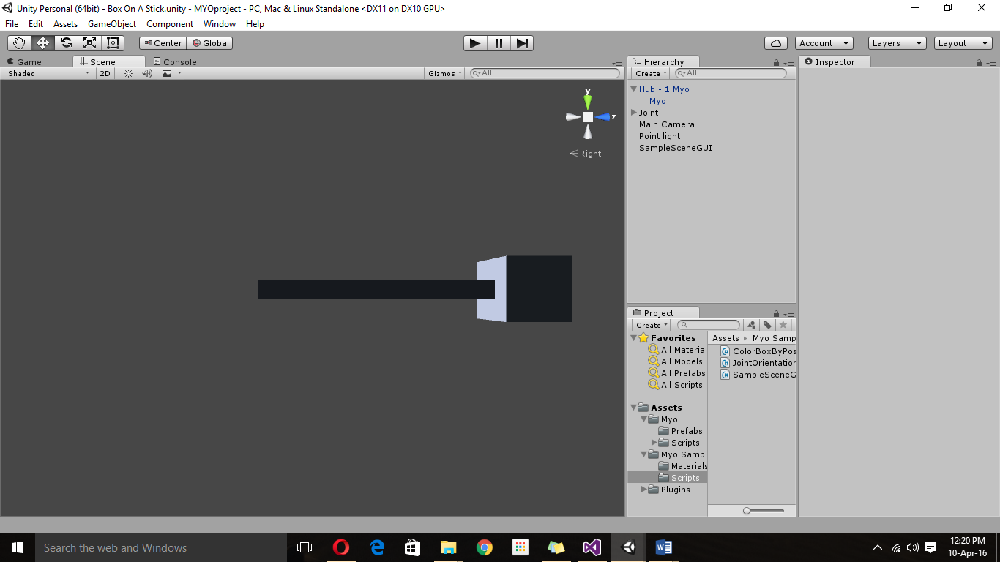 Unity Personal (64bit) - Box On A Stick.unity - MYOproject - PC, Mac & Linux Standalone <DX11 on DX10 GPU>
File Edit Assets GameObject Component Window Help
Center Global Account Layers Layout
Game Scene Console
Shaded 2D Gizmos All
y
z
Right
Hierarchy
Create All
Hub - 1 Myo
Myo
Joint
Main Camera
Point light
SampleSceneGUI
Inspector
Project
Create
Favorites
All Material
All Models
All Prefabs
All Scripts
Assets
Myo
Prefabs
Scripts
Myo Sampl
Materials
Scripts
Plugins
Assets Myo Samp
ColorBoxByPos
JointOrientation
SampleSceneG
Search the web and Windows
12:20 PM
10-Apr-16